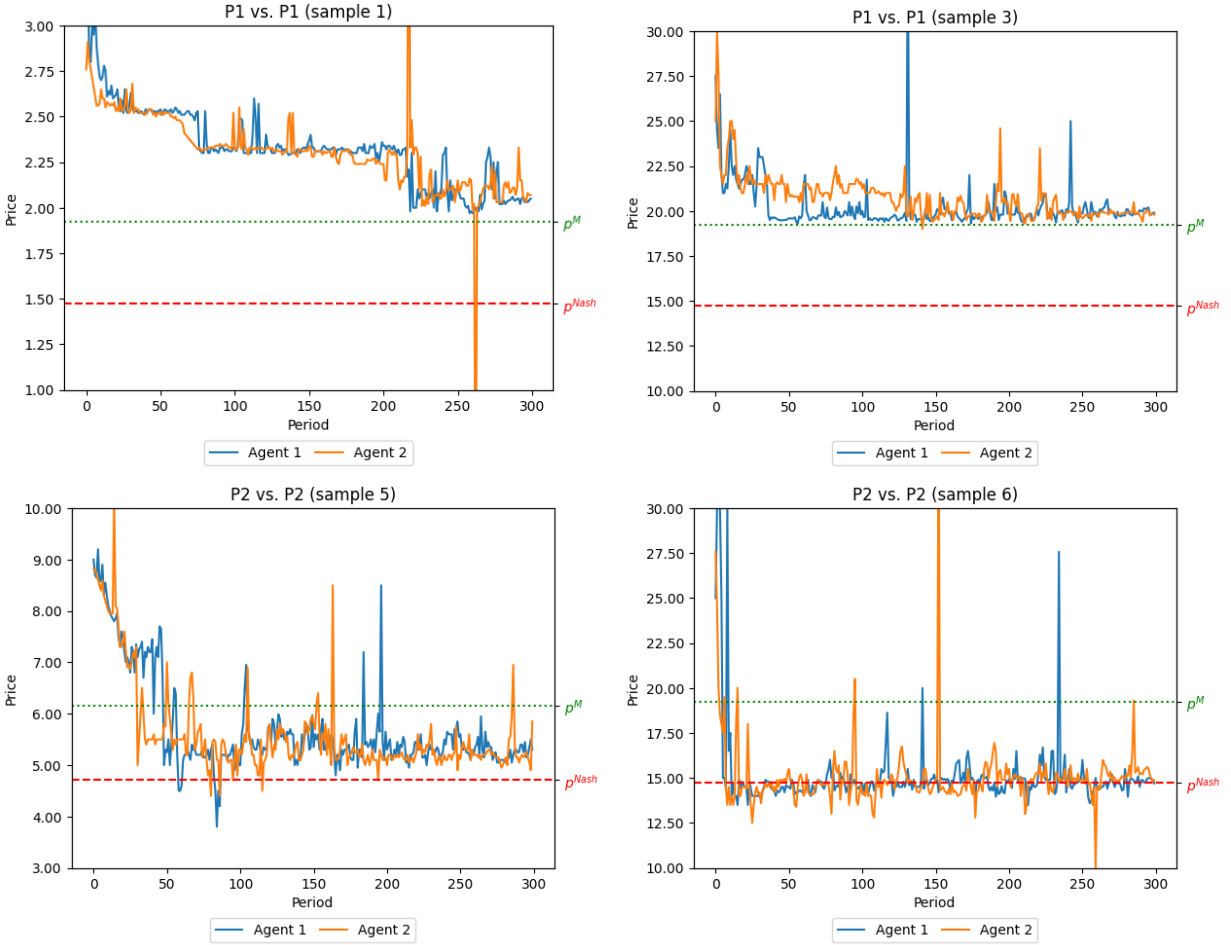 P1 vs. P1 (sample 1)
3.00
2.75
2.50
2.25
2.00
1.75
1.50
1.25
1.00
Price
p^M
p^Nash
0 50 100 150 200 250 300
Period
Agent 1 Agent 2
P1 vs. P1 (sample 3)
30.00
27.50
25.00
22.50
20.00
17.50
15.00
12.50
10.00
Price
p^M
p^Nash
0 50 100 150 200 250 300
Period
Agent 1 Agent 2
P2 vs. P2 (sample 5)
10.00
9.00
8.00
7.00
6.00
5.00
4.00
3.00
Price
p^M
p^Nash
0 50 100 150 200 250 300
Period
Agent 1 Agent 2
P2 vs. P2 (sample 6)
30.00
27.50
25.00
22.50
20.00
17.50
15.00
12.50
10.00
Price
p^M
p^Nash
0 50 100 150 200 250 300
Period
Agent 1 Agent 2